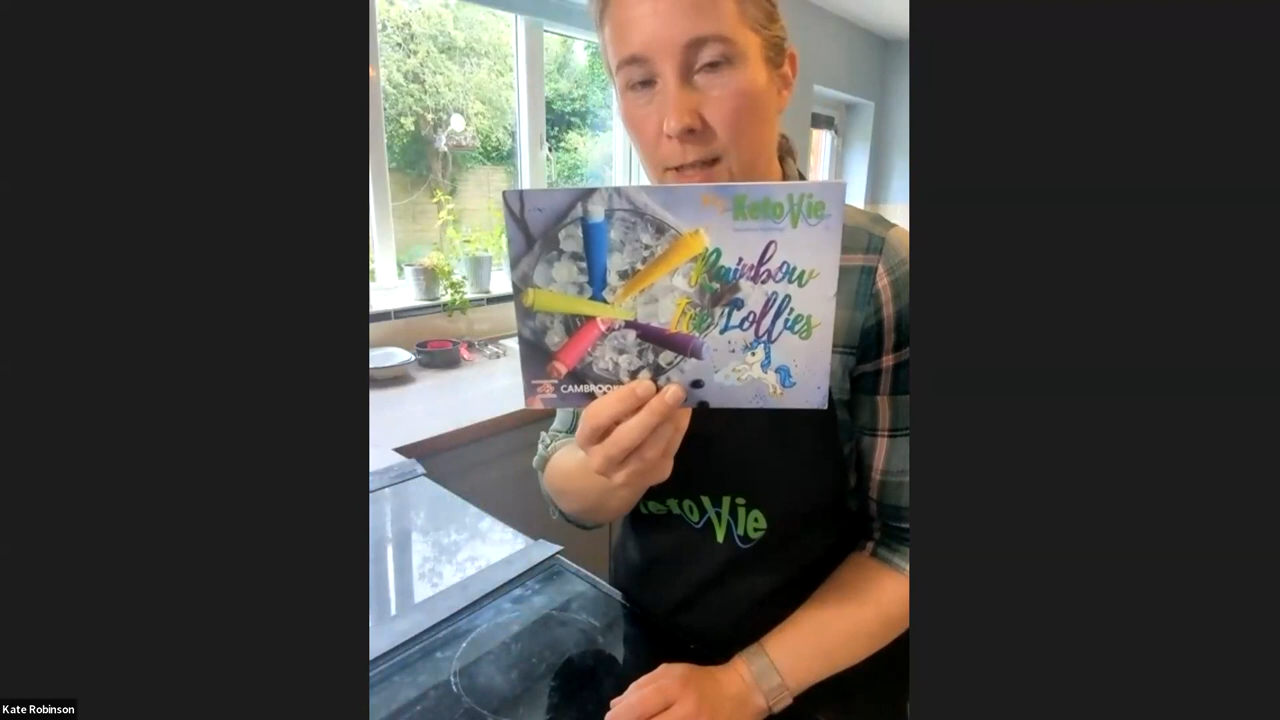 KetoVie
Rainbow
Ice Lollies
CAMBROOK
KetoVie
Kate Robinson